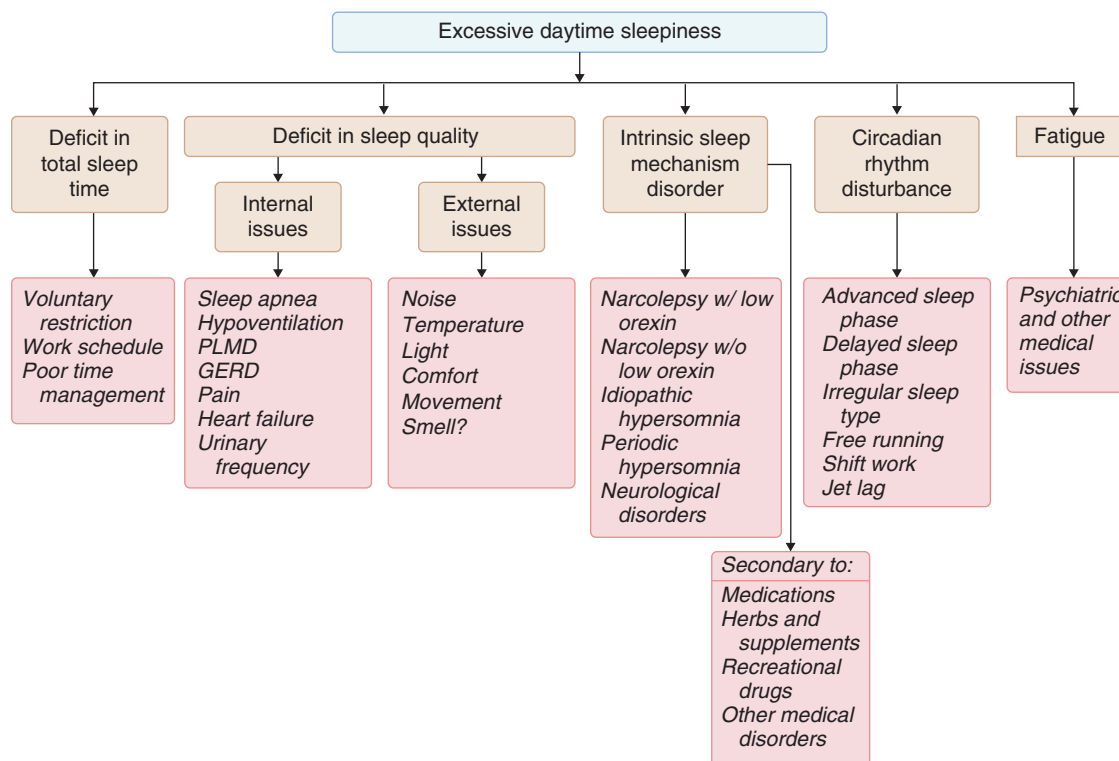 Excessive daytime sleepiness
Deficit in
total sleep
time
Deficit in sleep quality
Intrinsic sleep
mechanism
disorder
Circadian
rhythm
disturbance
Fatigue
Internal
issues
External
issues
Voluntary
restriction
Work schedule
Poor time
management
Sleep apnea
Hypoventilation
PLMD
GERD
Pain
Heart failure
Urinary
frequency
Noise
Temperature
Light
Comfort
Movement
Smell?
Narcolepsy w/ low
orexin
Narcolepsy w/o
low orexin
Idiopathic
hypersomnia
Periodic
hypersomnia
Neurological
disorders
Advanced sleep
phase
Delayed sleep
phase
Irregular sleep
type
Free running
Shift work
Jet lag
Psychiatric
and other
medical
issues
Secondary to:
Medications
Herbs and
supplements
Recreational
drugs
Other medical
disorders